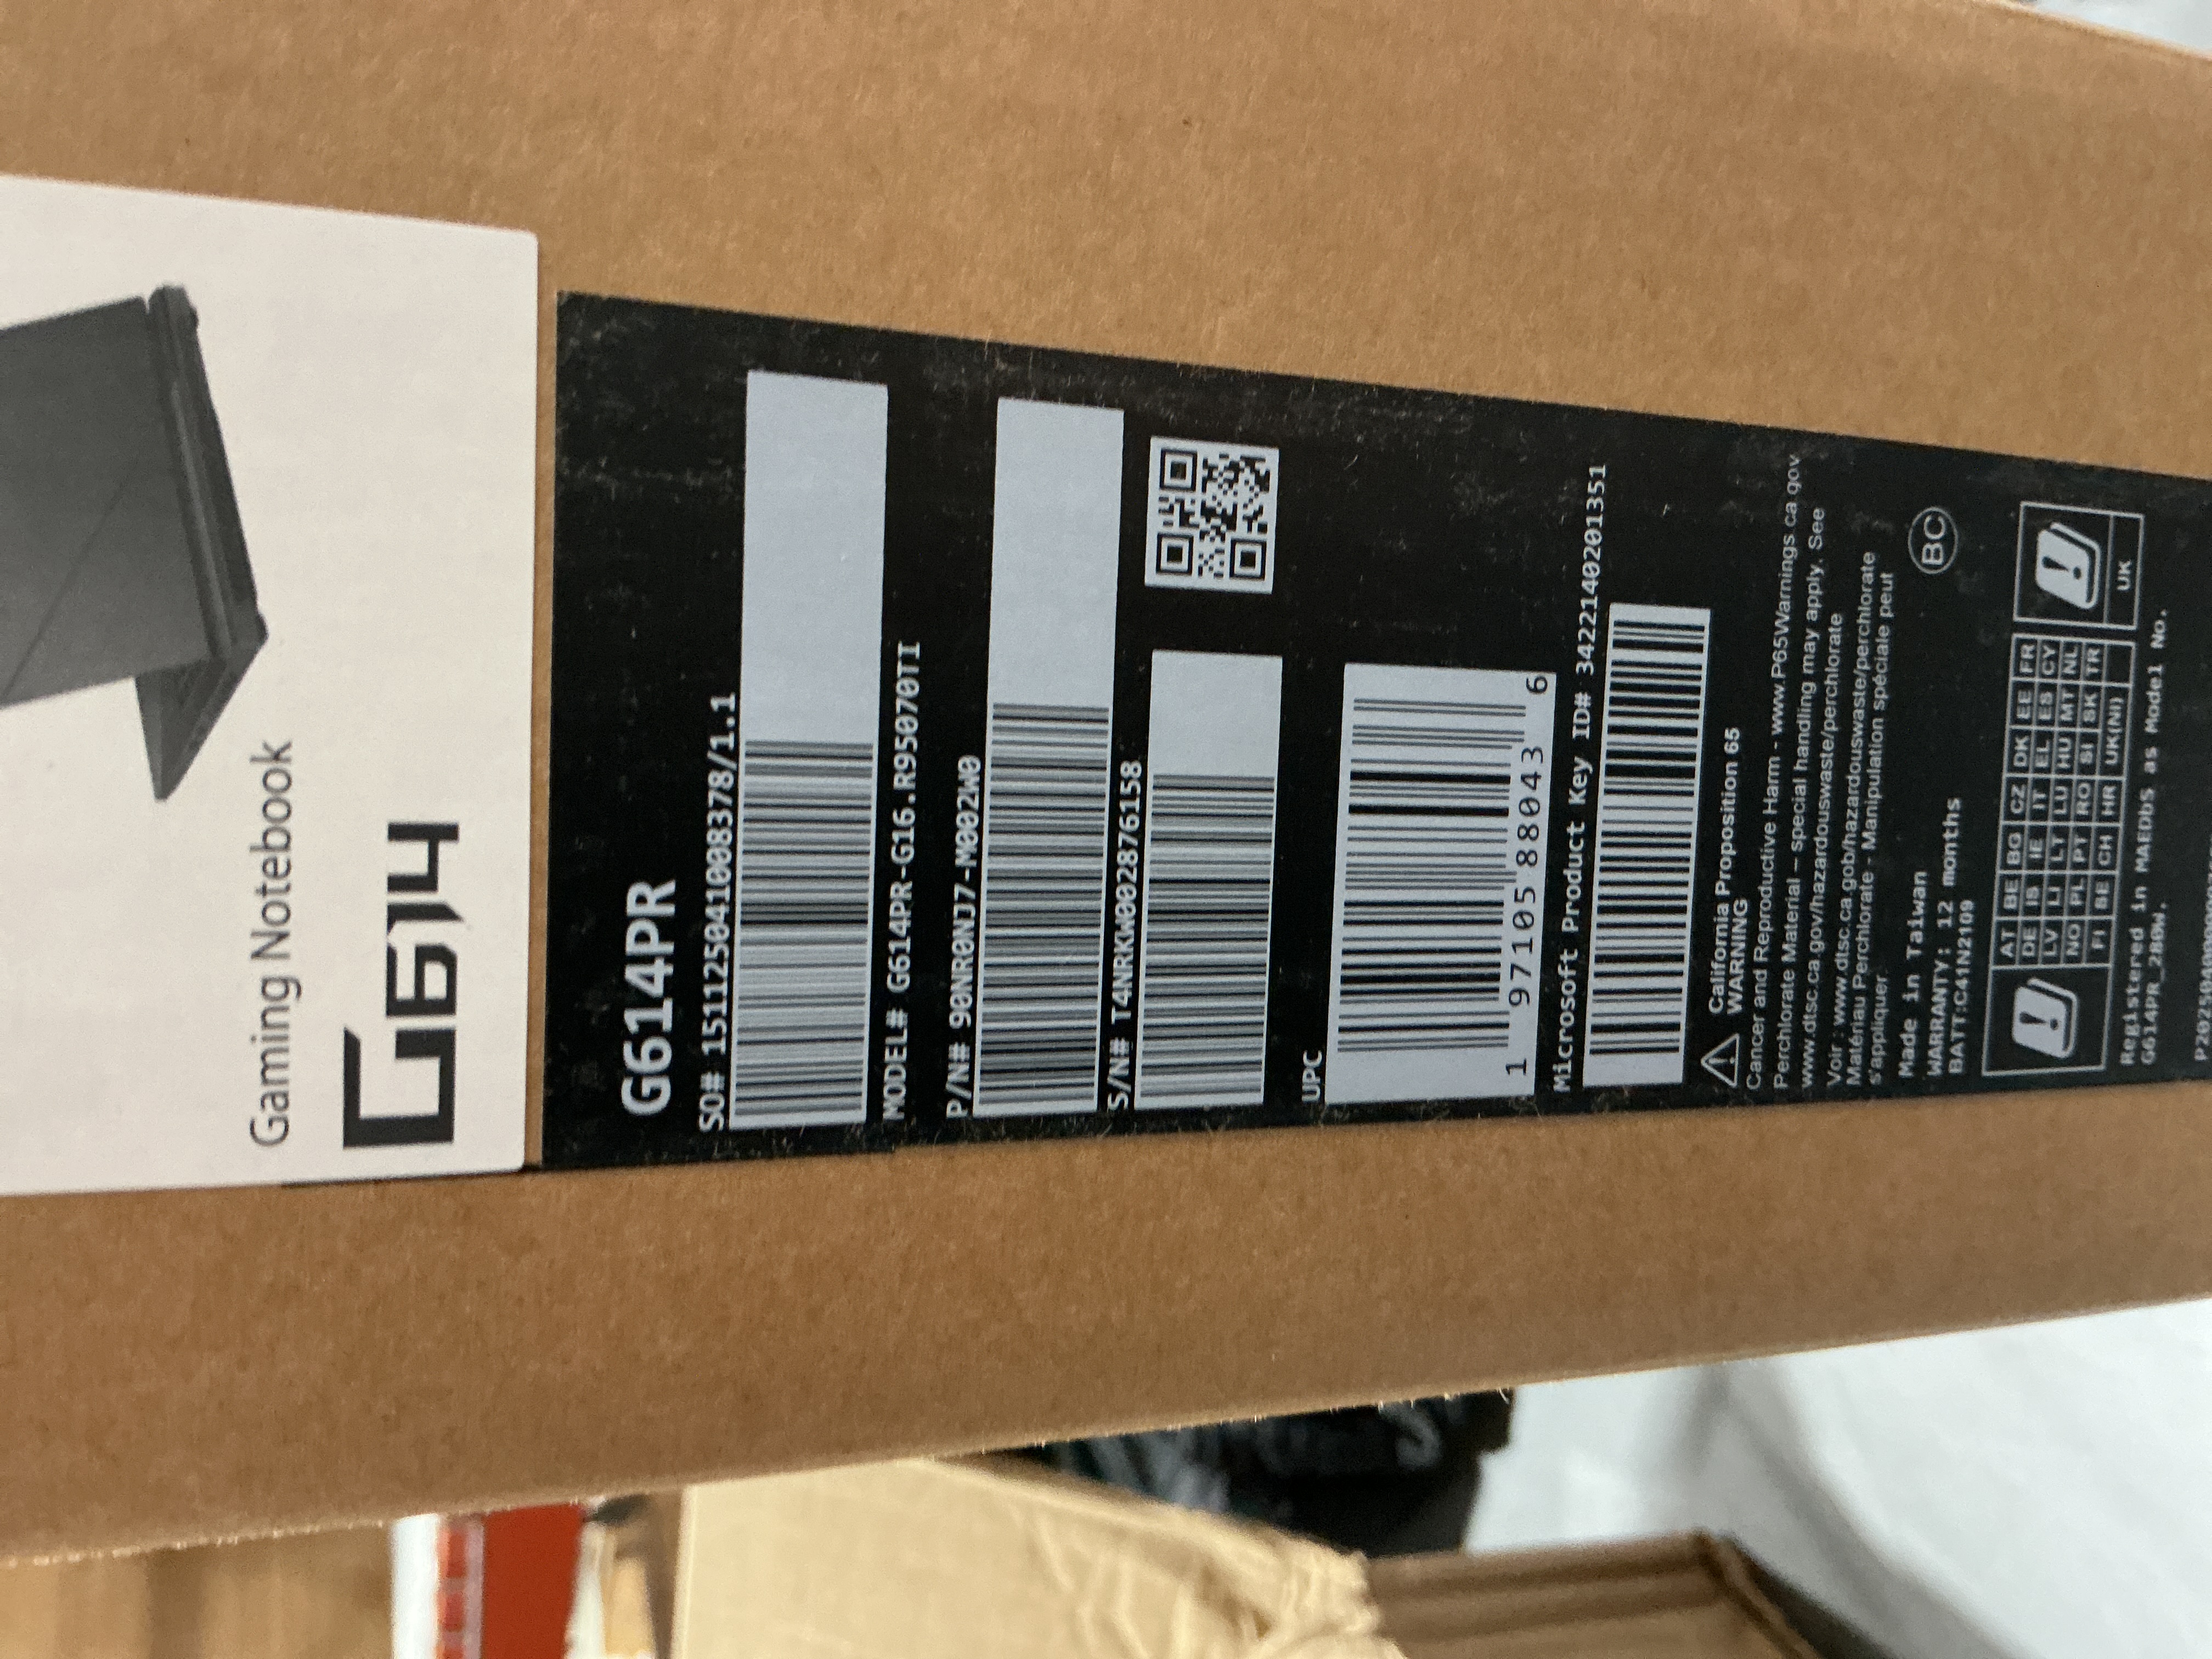 Gaming Notebook
G614
G614PR
SO# 15111250410083​78/1.1
MODEL# G614PR-G16.R95070TI
P/N# 90NR0NJ7-M002W0
S/N# T4NRKW002876158
UPC
1 97105 88043 6
Microsoft Product Key ID# 3422140201351
California Proposition 65
WARNING
Cancer and Reproductive Harm - www.P65Warnings.ca.gov
Perchlorate Material – special handling may apply. See
www.dtsc.ca.gov/hazardouswaste/perchlorate
Voir : www.dtsc.ca.gob/hazardouswaste/perchlorate
Matériau Perchlorate - Manipulation spéciale peut
s'appliquer.
Made in Taiwan
BC
WARRANTY: 12 months
BATT:C41N2109
AT BE BG CZ DK EE FR
DE IS IE IT EL ES CY
LV LI LT LU HU MT NL
NO PL PT RO SI SK TR
FI SE CH HR UK(NI)
UK
Registered in MAEDbS as Model No.
G614PR_280W.